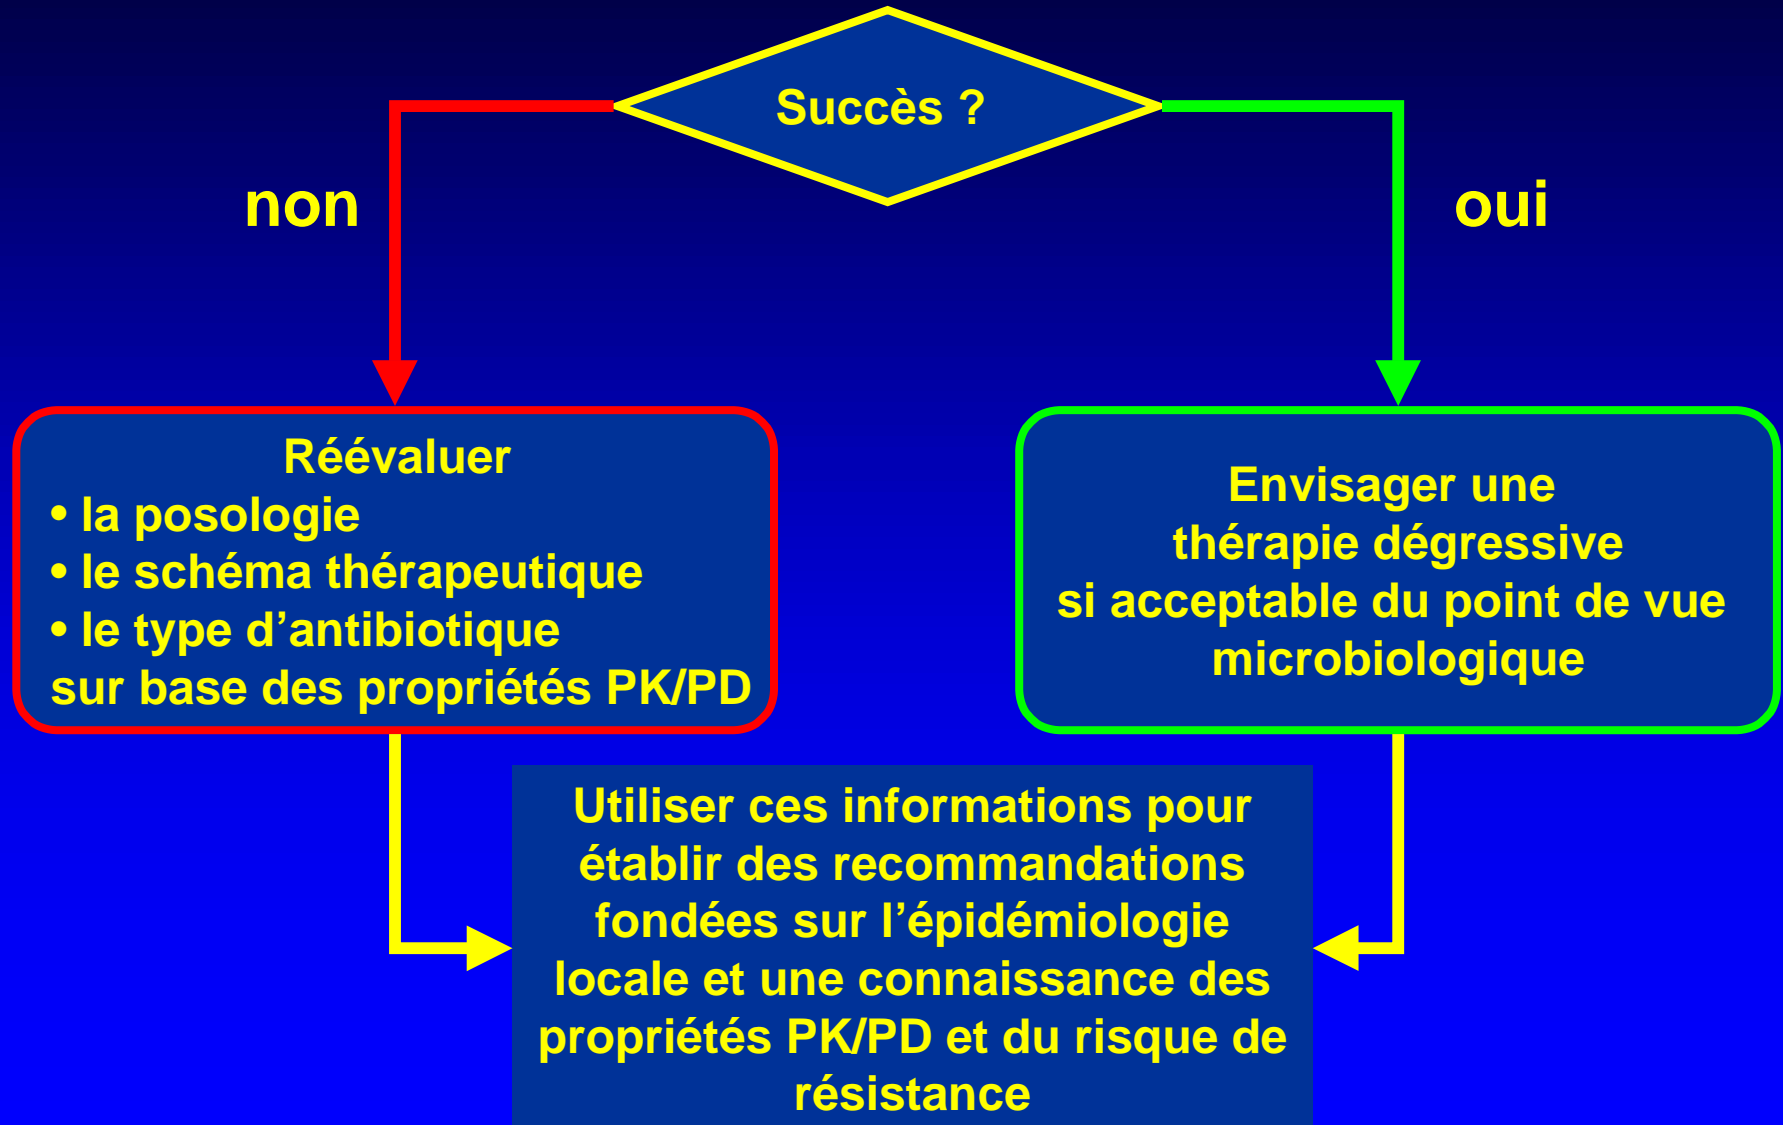 Succès ?
non
oui
Réévaluer
• la posologie
• le schéma thérapeutique
• le type d’antibiotique
sur base des propriétés PK/PD
Envisager une
thérapie dégressive
si acceptable du point de vue
microbiologique
Utiliser ces informations pour
établir des recommandations
fondées sur l’épidémiologie
locale et une connaissance des
propriétés PK/PD et du risque de
résistance